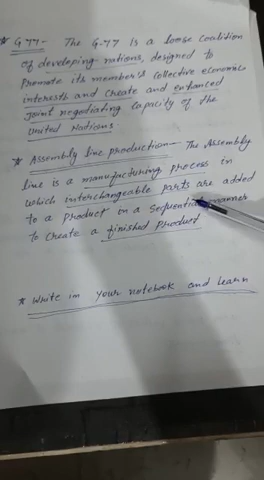 * G77- The G-77 is a loose coalition
of developing nations, designed to
promote its member's collective economic
interests and create and enhanced
joint negotiating capacity of the
United Nations
* Assembly line production- The Assembly
line is a manufacturing process in
which interchangeable parts are added
to a product in a sequential manner
to create a finished product
* Write in your notebook and learn